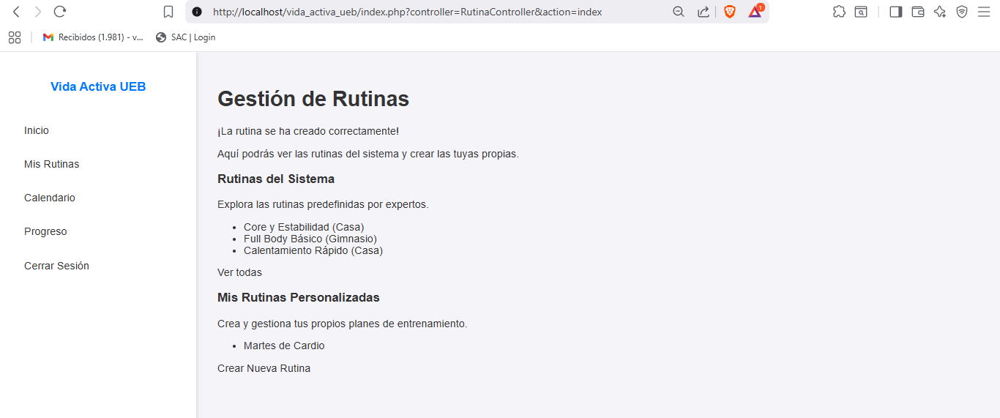 http://localhost/vida_activa_ueb/index.php?controller=RutinaController&action=index
1
Recibidos (1.981) - v...
SAC | Login
Vida Activa UEB
Inicio
Mis Rutinas
Calendario
Progreso
Cerrar Sesión
Gestión de Rutinas
¡La rutina se ha creado correctamente!
Aquí podrás ver las rutinas del sistema y crear las tuyas propias.
Rutinas del Sistema
Explora las rutinas predefinidas por expertos.
• Core y Estabilidad (Casa)
• Full Body Básico (Gimnasio)
• Calentamiento Rápido (Casa)
Ver todas
Mis Rutinas Personalizadas
Crea y gestiona tus propios planes de entrenamiento.
• Martes de Cardio
Crear Nueva Rutina